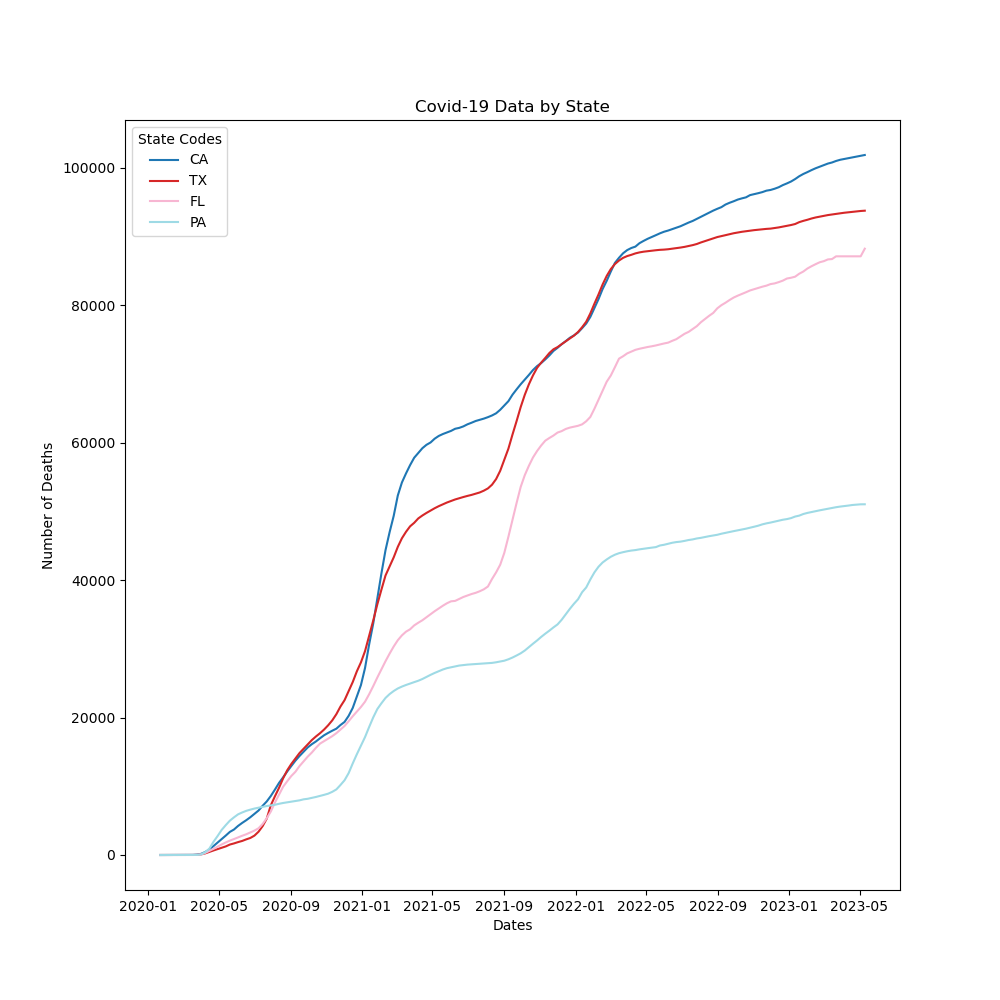 Covid-19 Data by State
State Codes
CA
TX
FL
PA
100000
80000
60000
40000
20000
0
Number of Deaths
2020-01 2020-05 2020-09 2021-01 2021-05 2021-09 2022-01 2022-05 2022-09 2023-01 2023-05
Dates